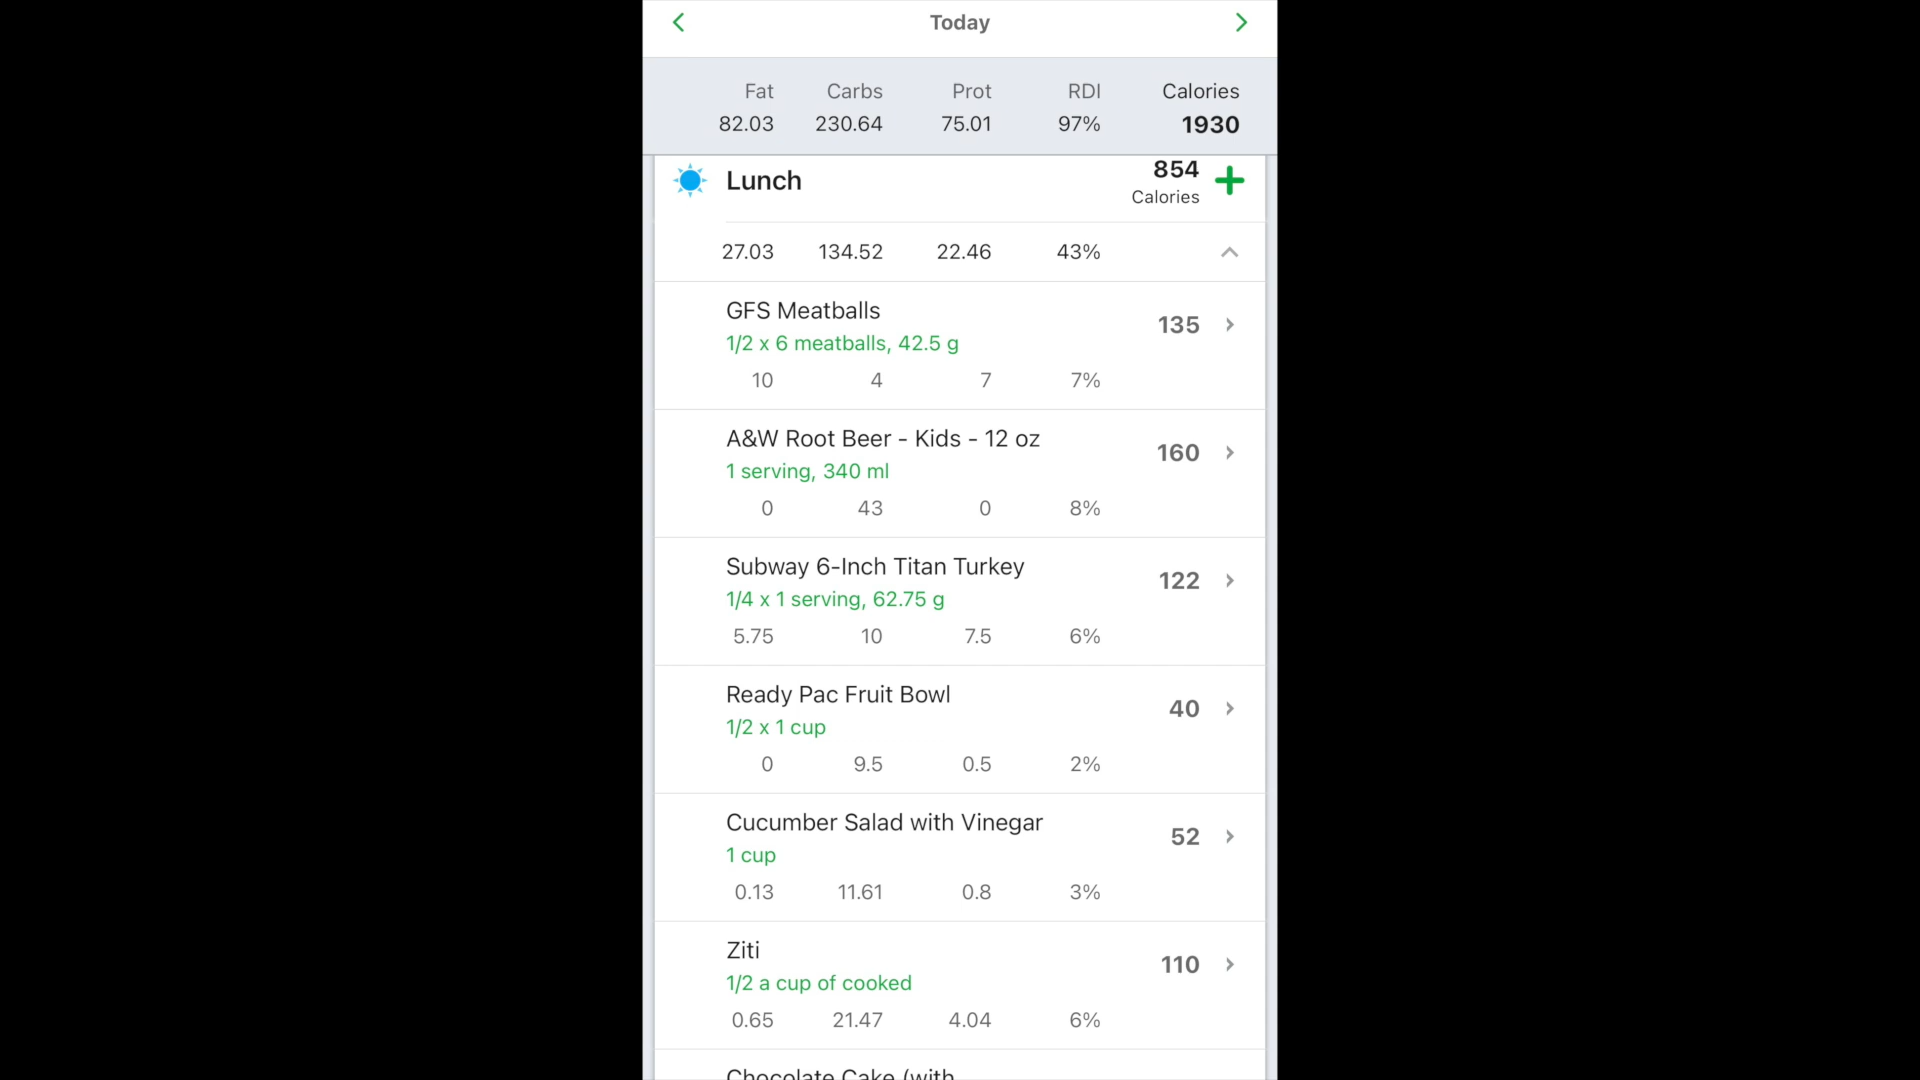 Today
Fat Carbs Prot RDI Calories
82.03 230.64 75.01 97% 1930
Lunch 854 Calories
27.03 134.52 22.46 43%
GFS Meatballs 135
1/2 x 6 meatballs, 42.5 g
10 4 7 7%
A&W Root Beer - Kids - 12 oz 160
1 serving, 340 ml
0 43 0 8%
Subway 6-Inch Titan Turkey 122
1/4 x 1 serving, 62.75 g
5.75 10 7.5 6%
Ready Pac Fruit Bowl 40
1/2 x 1 cup
0 9.5 0.5 2%
Cucumber Salad with Vinegar 52
1 cup
0.13 11.61 0.8 3%
Ziti 110
1/2 a cup of cooked
0.65 21.47 4.04 6%
Chocolate Cake (with